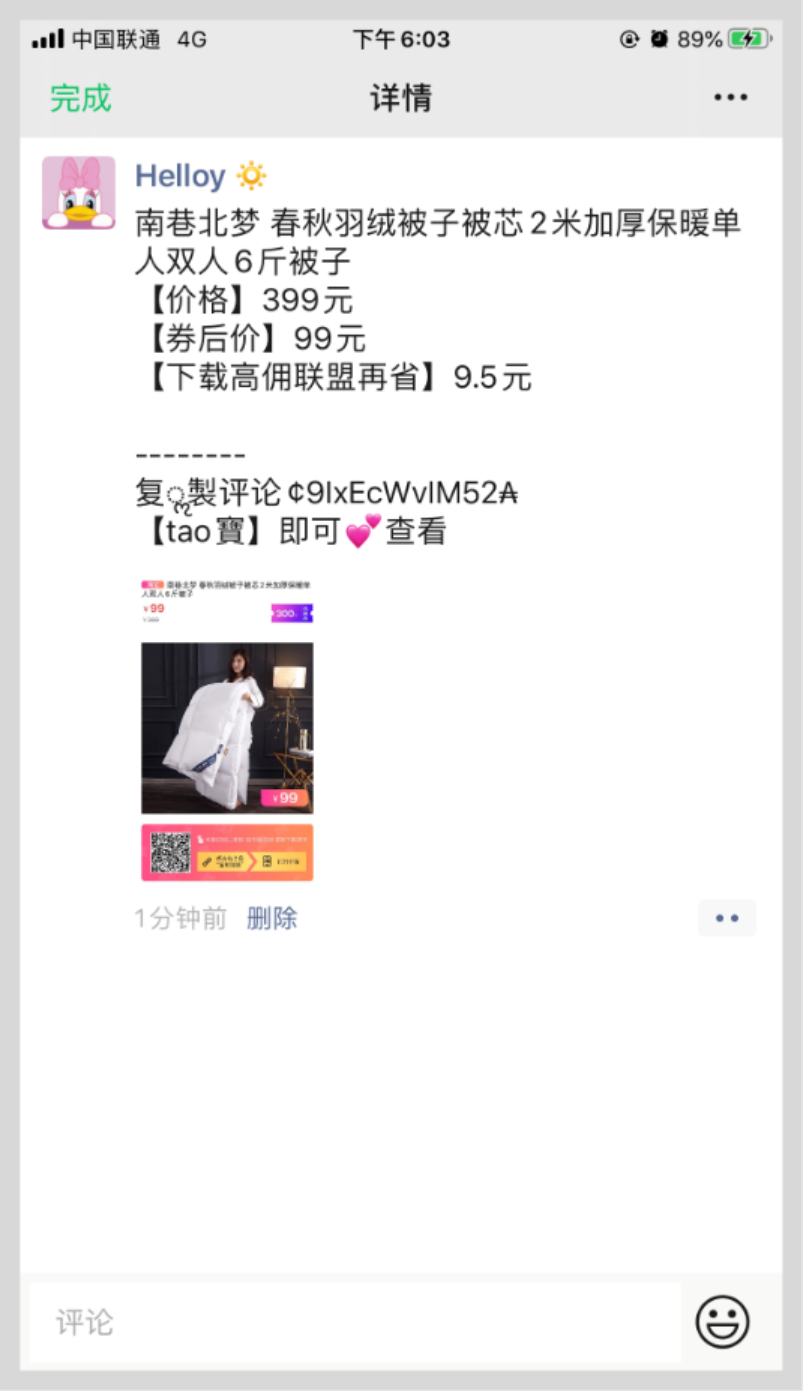 中国联通 4G 下午6:03 89%
完成 详情
Helloy
南巷北梦 春秋羽绒被子被芯2米加厚保暖单
人双人6斤被子
【价格】399元
【券后价】99元
【下载高佣联盟再省】9.5元
--------
复ৣ製评论¢9lxEcWvlM52₳
【tao寶】即可💕查看
南巷北梦 春秋羽绒被子被芯2米加厚保暖单
人双人6斤被子
¥99
300
¥99
1分钟前 删除
评论